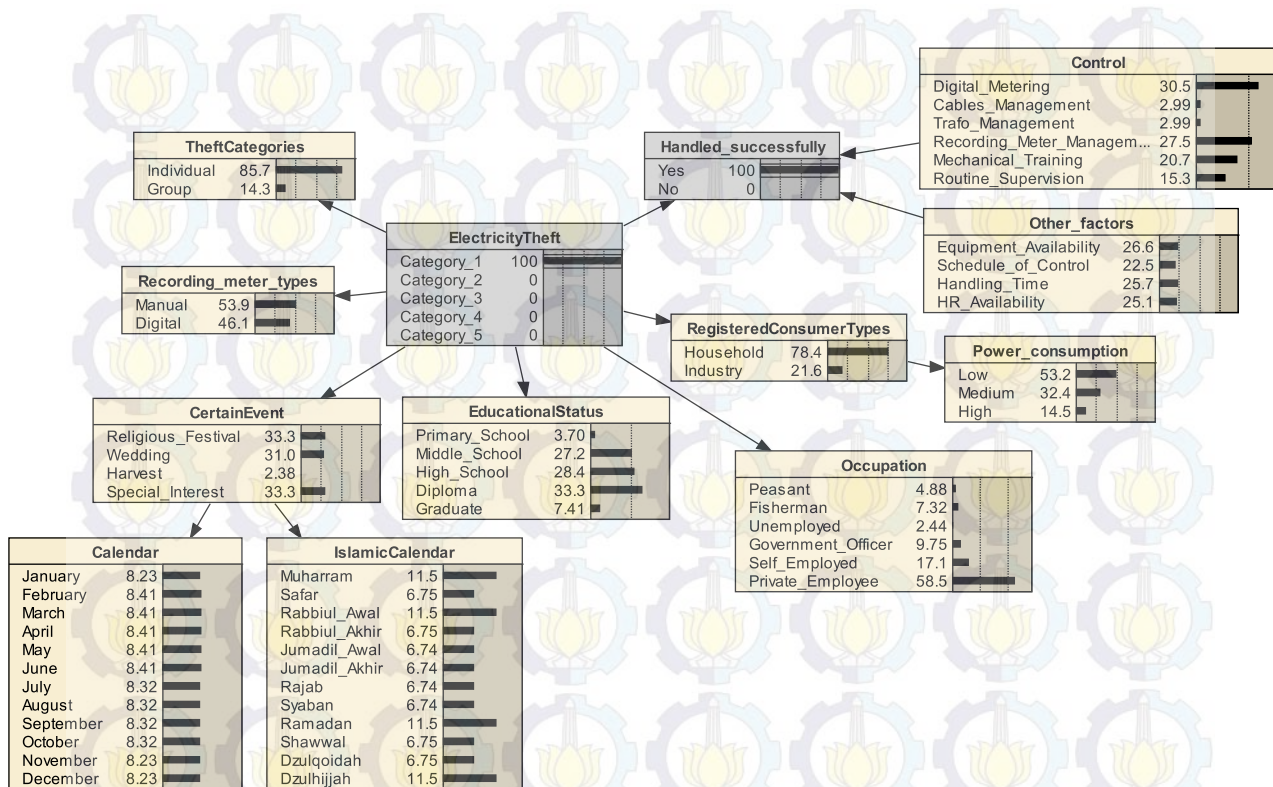 Control
Digital_Metering 30.5
Cables_Management 2.99
Trafo_Management 2.99
Recording_Meter_Managem... 27.5
Mechanical_Training 20.7
Routine_Supervision 15.3
TheftCategories
Individual 85.7
Group 14.3
Handled_successfully
Yes 100
No 0
Other_factors
Equipment_Availability 26.6
Schedule_of_Control 22.5
Handling_Time 25.7
HR_Availability 25.1
ElectricityTheft
Category_1 100
Category_2 0
Category_3 0
Category_4 0
Category_5 0
Recording_meter_types
Manual 53.9
Digital 46.1
RegisteredConsumerTypes
Household 78.4
Industry 21.6
Power_consumption
Low 53.2
Medium 32.4
High 14.5
CertainEvent
Religious_Festival 33.3
Wedding 31.0
Harvest 2.38
Special_Interest 33.3
EducationalStatus
Primary_School 3.70
Middle_School 27.2
High_School 28.4
Diploma 33.3
Graduate 7.41
Occupation
Peasant 4.88
Fisherman 7.32
Unemployed 2.44
Government_Officer 9.75
Self_Employed 17.1
Private_Employee 58.5
Calendar
January 8.23
February 8.41
March 8.41
April 8.41
May 8.41
June 8.41
July 8.32
August 8.32
September 8.32
October 8.32
November 8.23
December 8.23
IslamicCalendar
Muharram 11.5
Safar 6.75
Rabbiul_Awal 11.5
Rabbiul_Akhir 6.75
Jumadil_Awal 6.74
Jumadil_Akhir 6.74
Rajab 6.74
Syaban 6.74
Ramadan 11.5
Shawwal 6.75
Dzulqoidah 6.75
Dzulhijjah 11.5